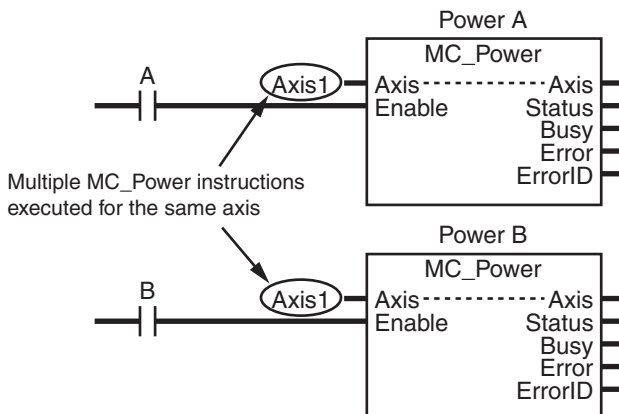 Power A
MC_Power
A
Axis1
Axis Axis
Enable Status
Busy
Error
ErrorID
Multiple MC_Power instructions
executed for the same axis
Power B
MC_Power
B
Axis1
Axis Axis
Enable Status
Busy
Error
ErrorID